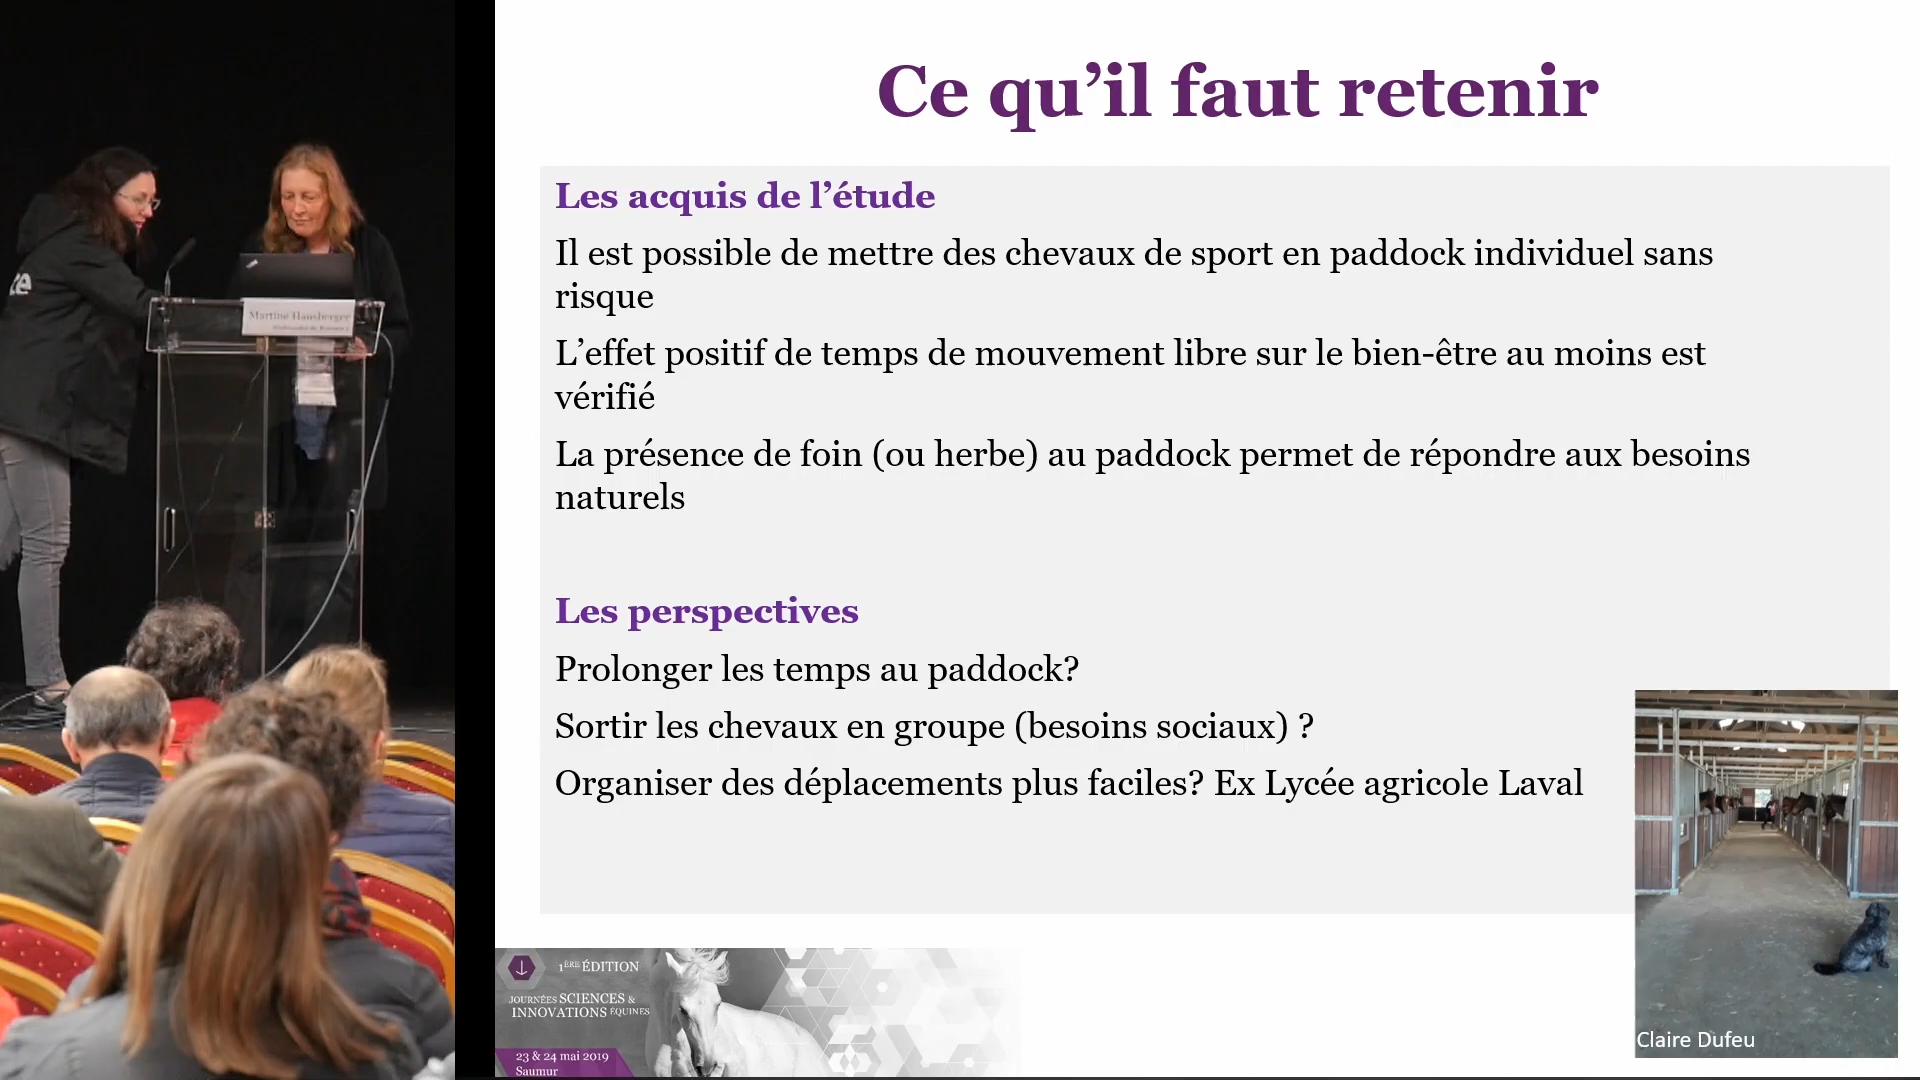 Ce qu’il faut retenir
Les acquis de l’étude
Il est possible de mettre des chevaux de sport en paddock individuel sans
risque
L’effet positif de temps de mouvement libre sur le bien-être au moins est
vérifié
La présence de foin (ou herbe) au paddock permet de répondre aux besoins
naturels
Les perspectives
Prolonger les temps au paddock?
Sortir les chevaux en groupe (besoins sociaux) ?
Organiser des déplacements plus faciles? Ex Lycée agricole Laval
Claire Dufeu
1ÈRE ÉDITION
JOURNÉES SCIENCES &
INNOVATIONS ÉQUINES
23 & 24 mai 2019
Saumur
Martine Hausberger